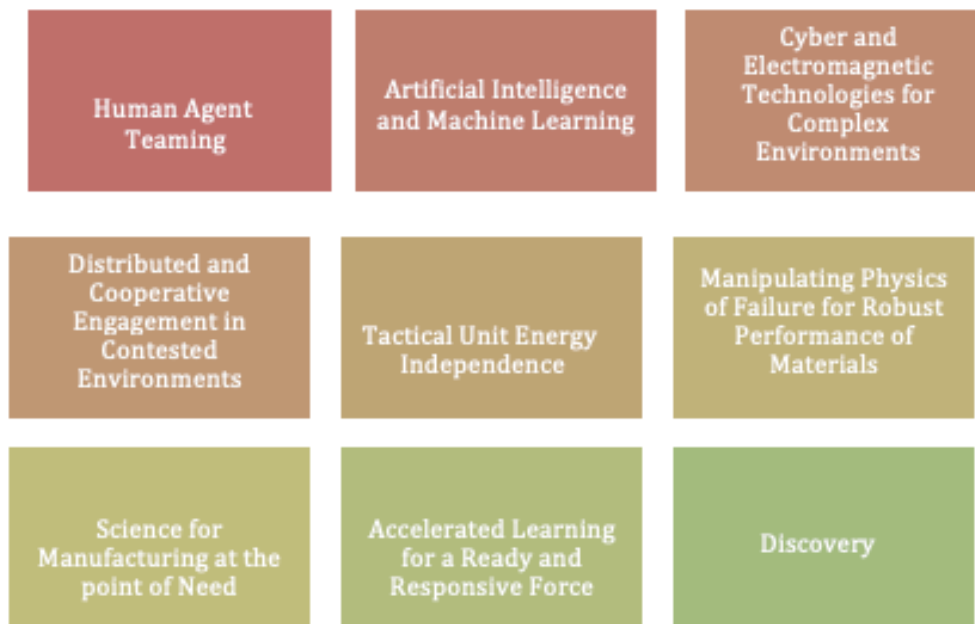 Human Agent
Teaming
Artificial Intelligence
and Machine Learning
Cyber and
Electromagnetic
Technologies for
Complex
Environments
Distributed and
Cooperative
Engagement in
Contested
Environments
Tactical Unit Energy
Independence
Manipulating Physics
of Failure for Robust
Performance of
Materials
Science for
Manufacturing at the
point of Need
Accelerated Learning
for a Ready and
Responsive Force
Discovery